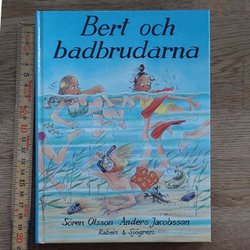 Bert och
badbrudarna
Sören Olsson Anders Jacobsson
Rabén & Sjögren